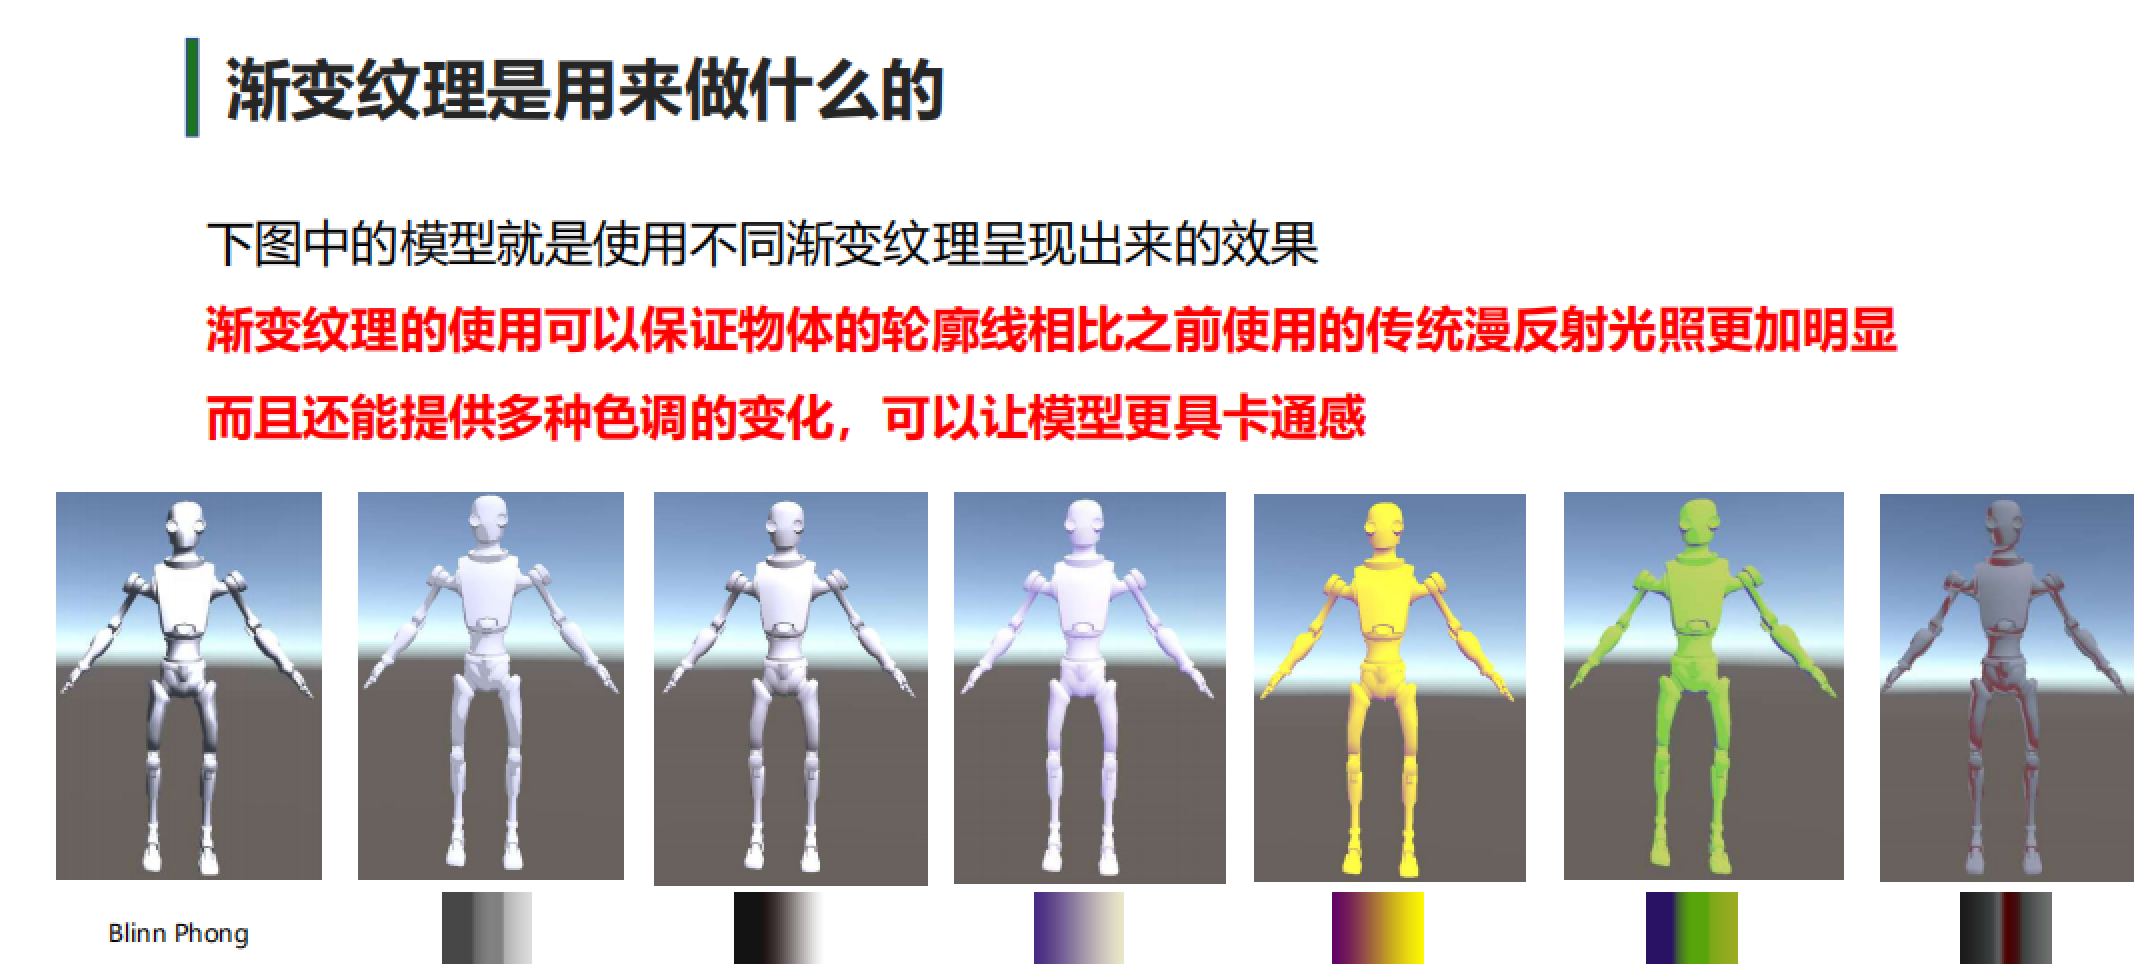 渐变纹理是用来做什么的
下图中的模型就是使用不同渐变纹理呈现出来的效果
渐变纹理的使用可以保证物体的轮廓线相比之前使用的传统漫反射光照更加明显
而且还能提供多种色调的变化，可以让模型更具卡通感
Blinn Phong